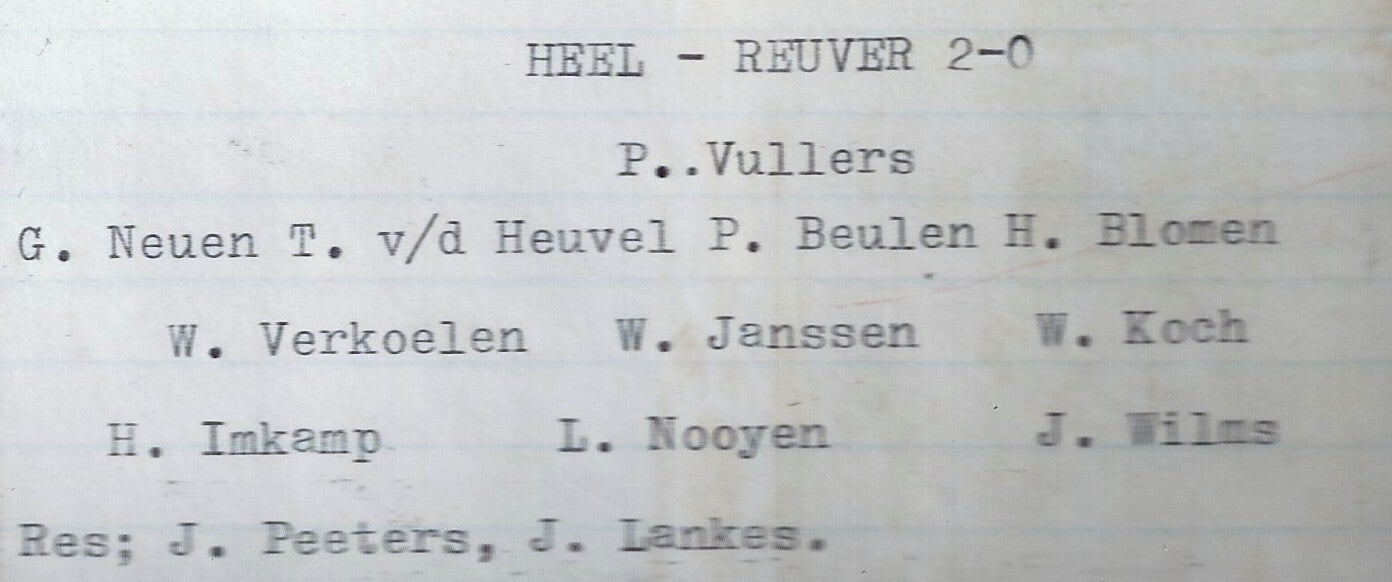 HEEL - REUVER 2-0
P..Vullers
G. Neuen T. v/d Heuvel P. Beulen H. Blomen
W. Verkoelen W. Janssen W. Koch
H. Imkamp L. Nooyen J. Wilms
Res; J. Peeters, J. Lankes.